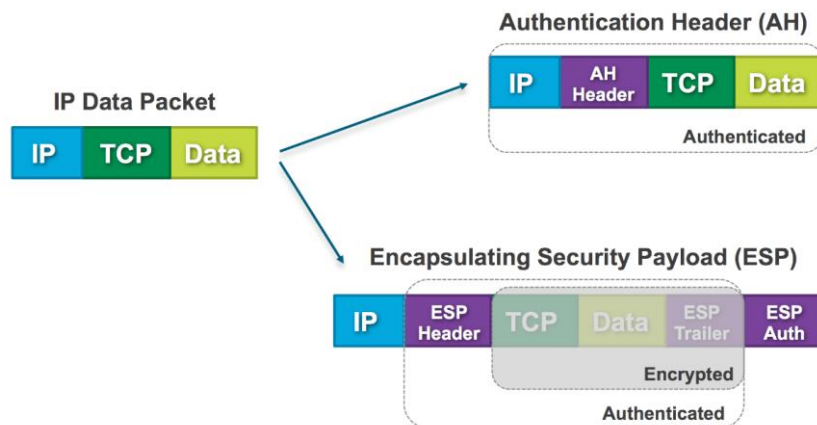 Authentication Header (AH)
IP
AH
Header
TCP
Data
Authenticated
IP Data Packet
IP
TCP
Data
Encapsulating Security Payload (ESP)
IP
ESP
Header
TCP
Data
ESP
Trailer
ESP
Auth
Encrypted
Authenticated